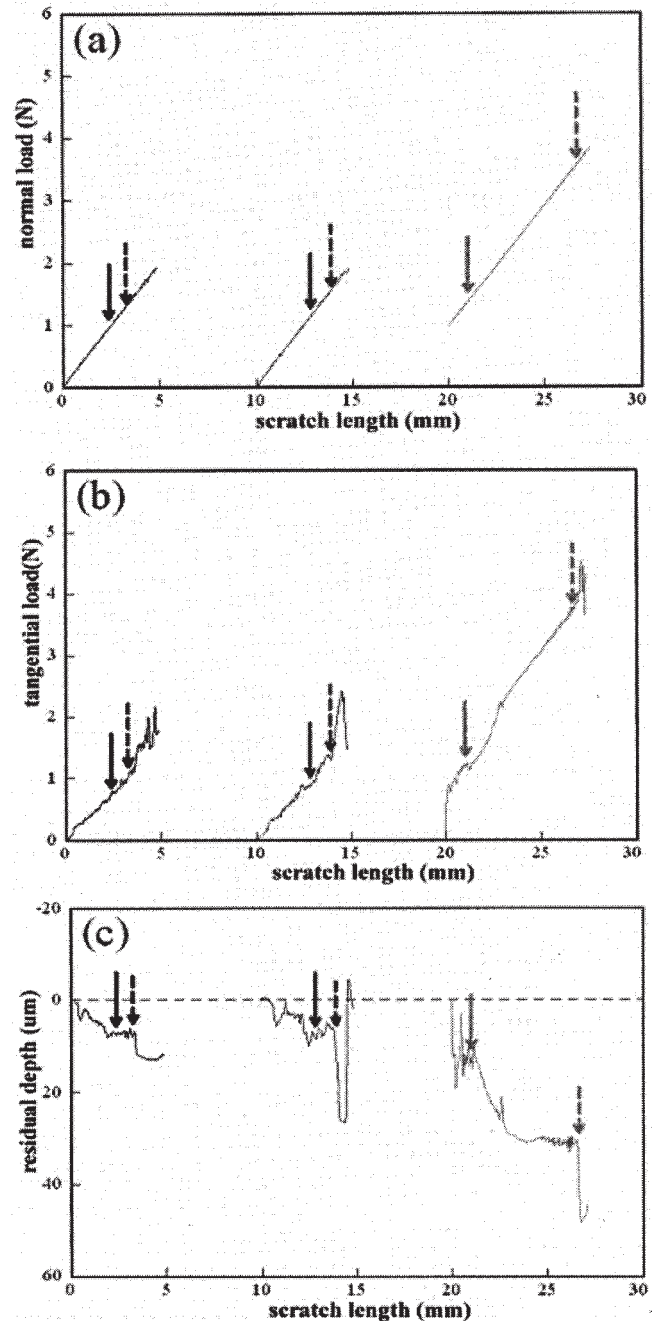 (a)
6
5
4
3
2
1
0
normal load (N)
0 5 10 15 20 25 30
scratch length (mm)
(b)
6
5
4
3
2
1
0
tangential load(N)
0 5 10 15 20 25 30
scratch length (mm)
(c)
-20
0
20
40
60
residual depth (um)
0 5 10 15 20 25 30
scratch length (mm)